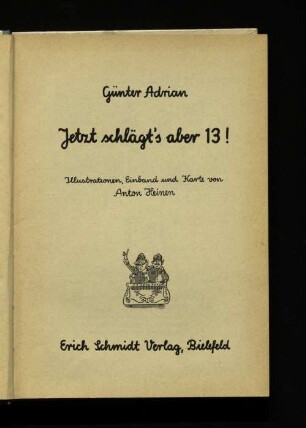 Günter Adrian
Jetzt schlägt's aber 13!
Illustrationen, Einband und Karte von
Anton Heinen
Erich Schmidt Verlag, Bielefeld